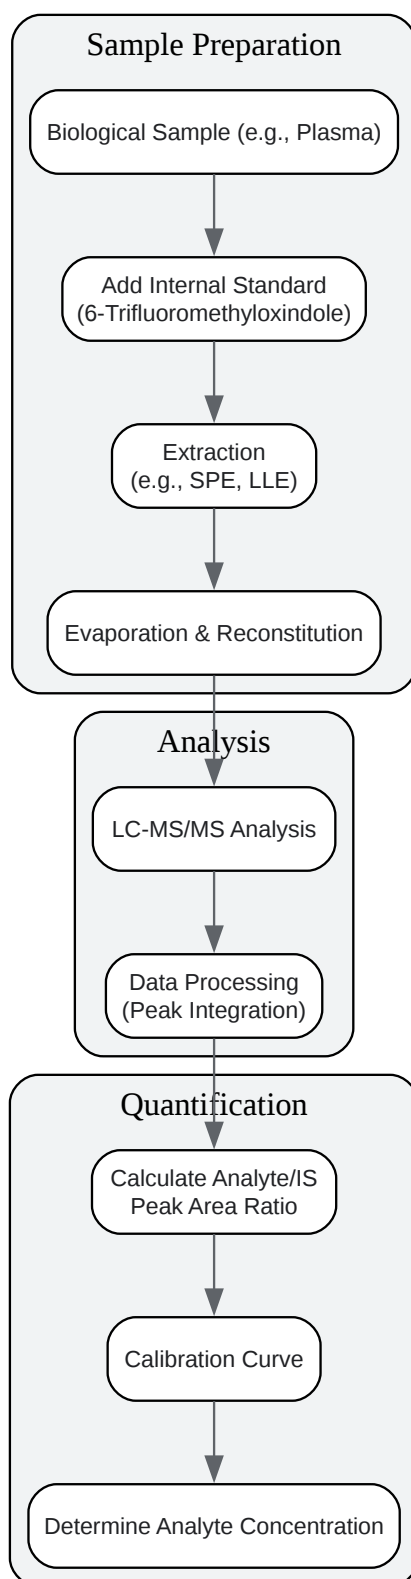 Sample Preparation
Biological Sample (e.g., Plasma)
Add Internal Standard
(6-Trifluoromethyloxindole)
Extraction
(e.g., SPE, LLE)
Evaporation & Reconstitution
Analysis
LC-MS/MS Analysis
Data Processing
(Peak Integration)
Quantification
Calculate Analyte/IS
Peak Area Ratio
Calibration Curve
Determine Analyte Concentration